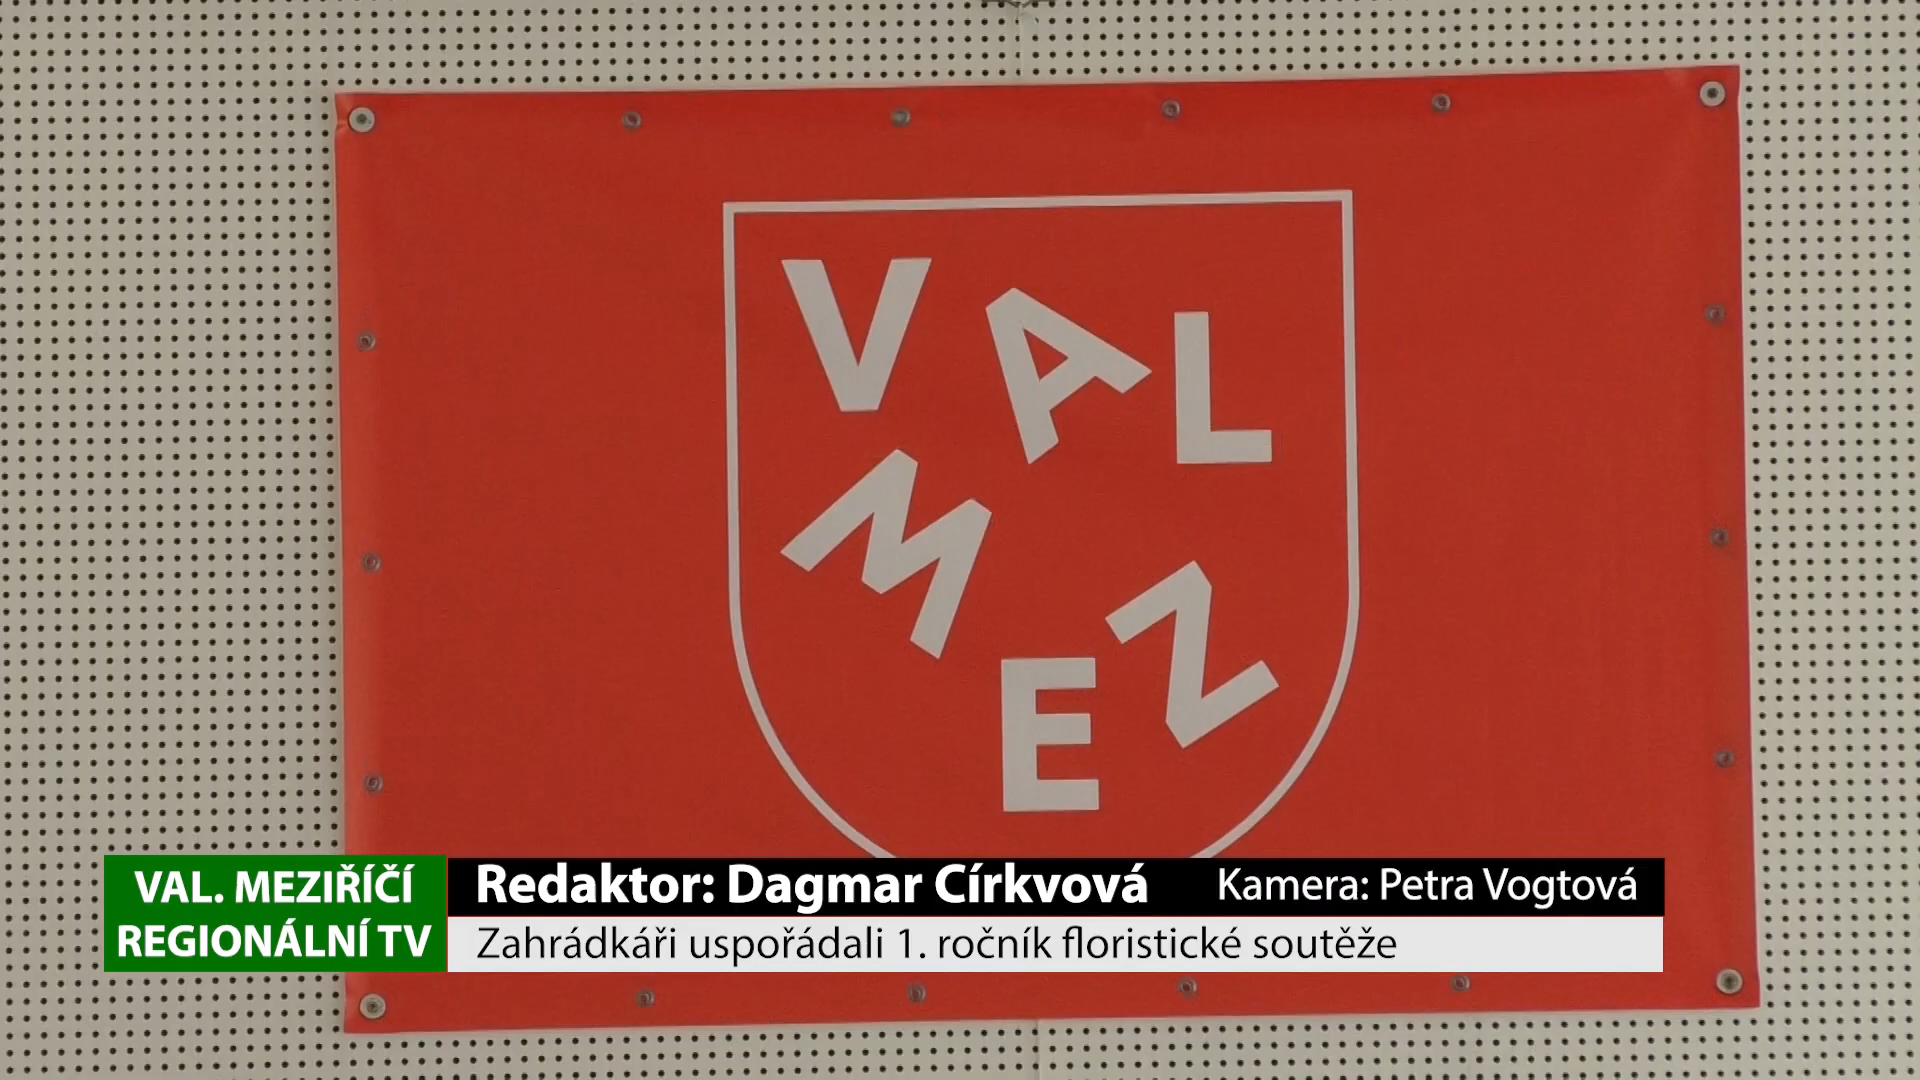 VAL
MEZ
VAL. MEZIŘÍČÍ
REGIONÁLNÍ TV
Redaktor: Dagmar Církvová
Kamera: Petra Vogtová
Zahrádkáři uspořádali 1. ročník floristické soutěže